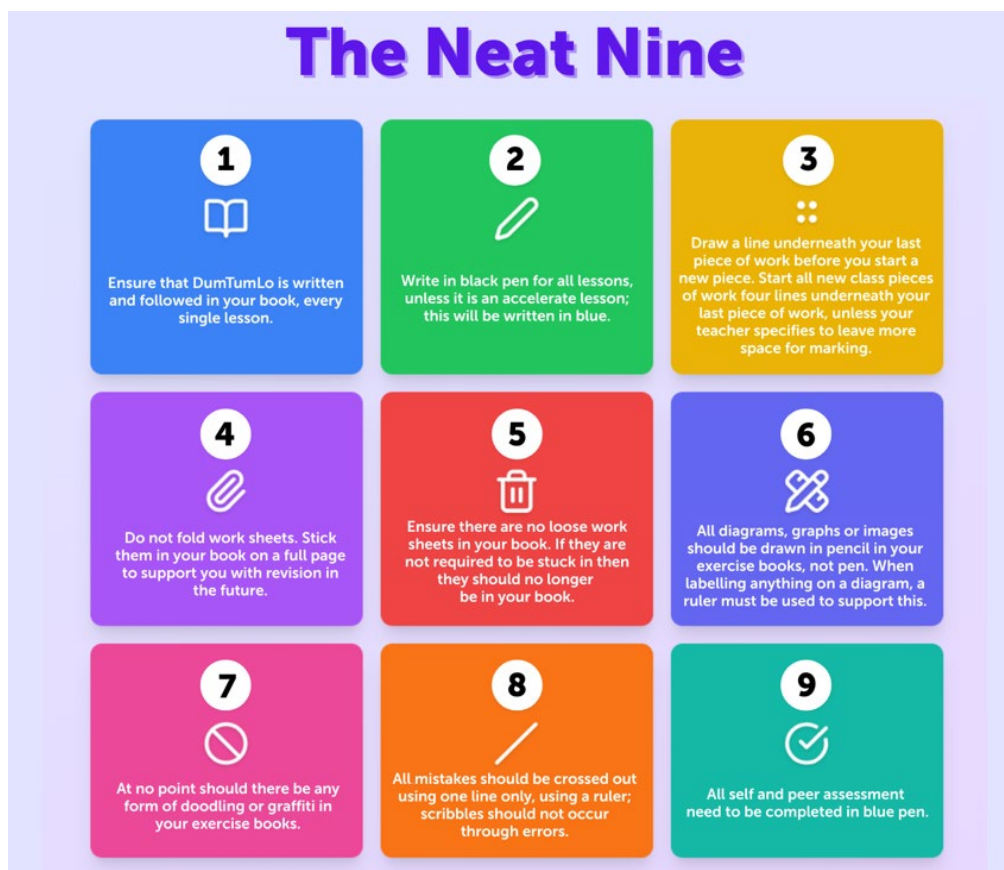 The Neat Nine
1
Ensure that DumTumLo is written
and followed in your book, every
single lesson.
2
Write in black pen for all lessons,
unless it is an accelerate lesson;
this will be written in blue.
3
Draw a line underneath your last
piece of work before you start a
new piece. Start all new class pieces
of work four lines underneath your
last piece of work, unless your
teacher specifies to leave more
space for marking.
4
Do not fold work sheets. Stick
them in your book on a full page
to support you with revision in
the future.
5
Ensure there are no loose work
sheets in your book. If they are
not required to be stuck in then
they should no longer
be in your book.
6
All diagrams, graphs or images
should be drawn in pencil in your
exercise books, not pen. When
labelling anything on a diagram, a
ruler must be used to support this.
7
At no point should there be any
form of doodling or graffiti in
your exercise books.
8
All mistakes should be crossed out
using one line only, using a ruler;
scribbles should not occur
through errors.
9
All self and peer assessment
need to be completed in blue pen.